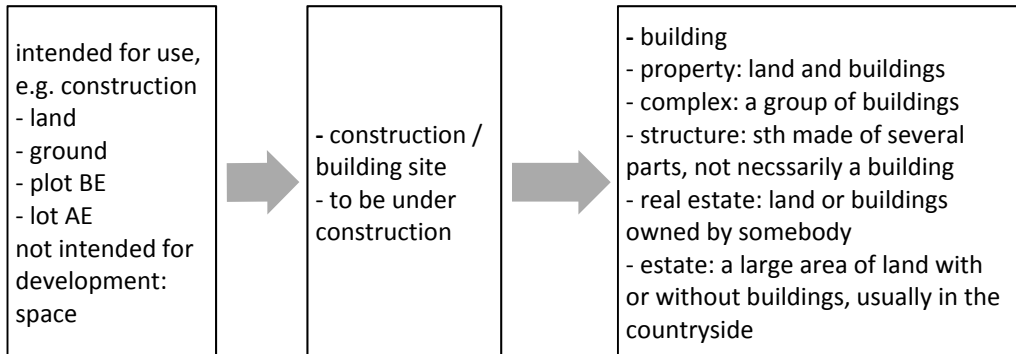 intended for use,
e.g. construction
- land
- ground
- plot BE
- lot AE
not intended for
development:
space
- construction /
building site
- to be under
construction
- building
- property: land and buildings
- complex: a group of buildings
- structure: sth made of several
parts, not necssarily a building
- real estate: land or buildings
owned by somebody
- estate: a large area of land with
or without buildings, usually in the
countryside